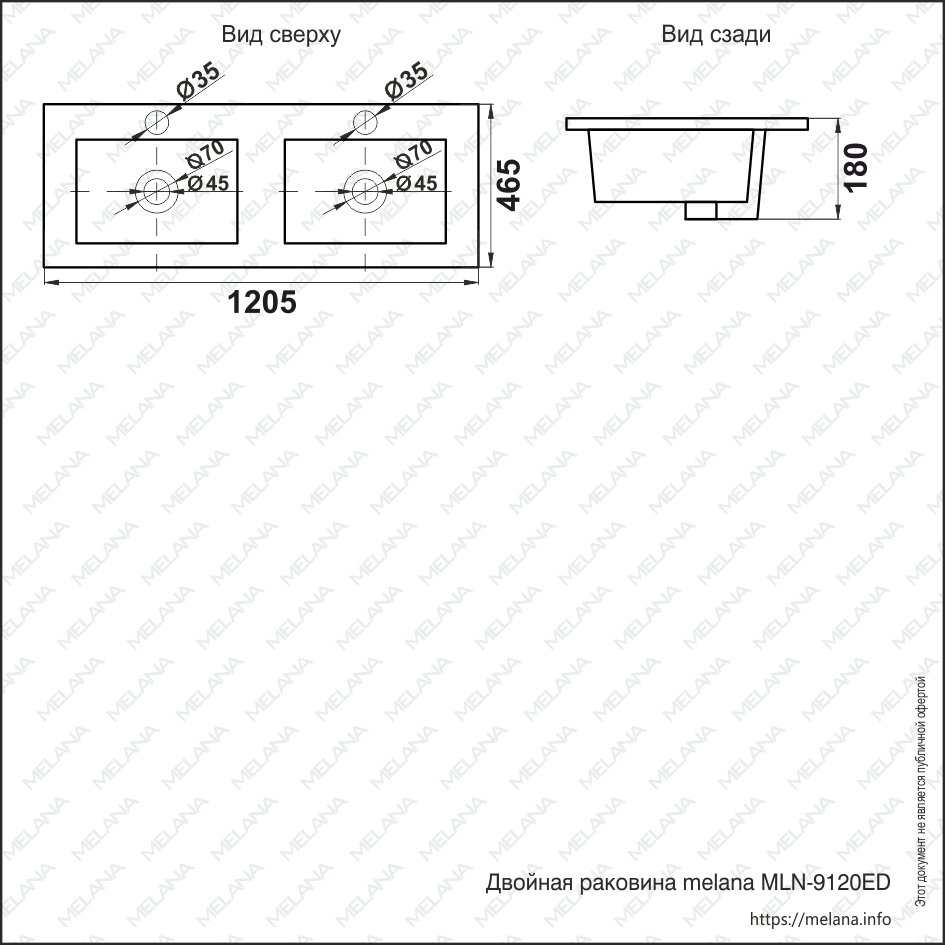 Вид сверху
Вид сзади
Ø35
Ø35
Ø70
Ø70
Ø45
Ø45
465
180
1205
Этот документ не является публичной офертой
Двойная раковина melana MLN-9120ED
https://melana.info
MELANA